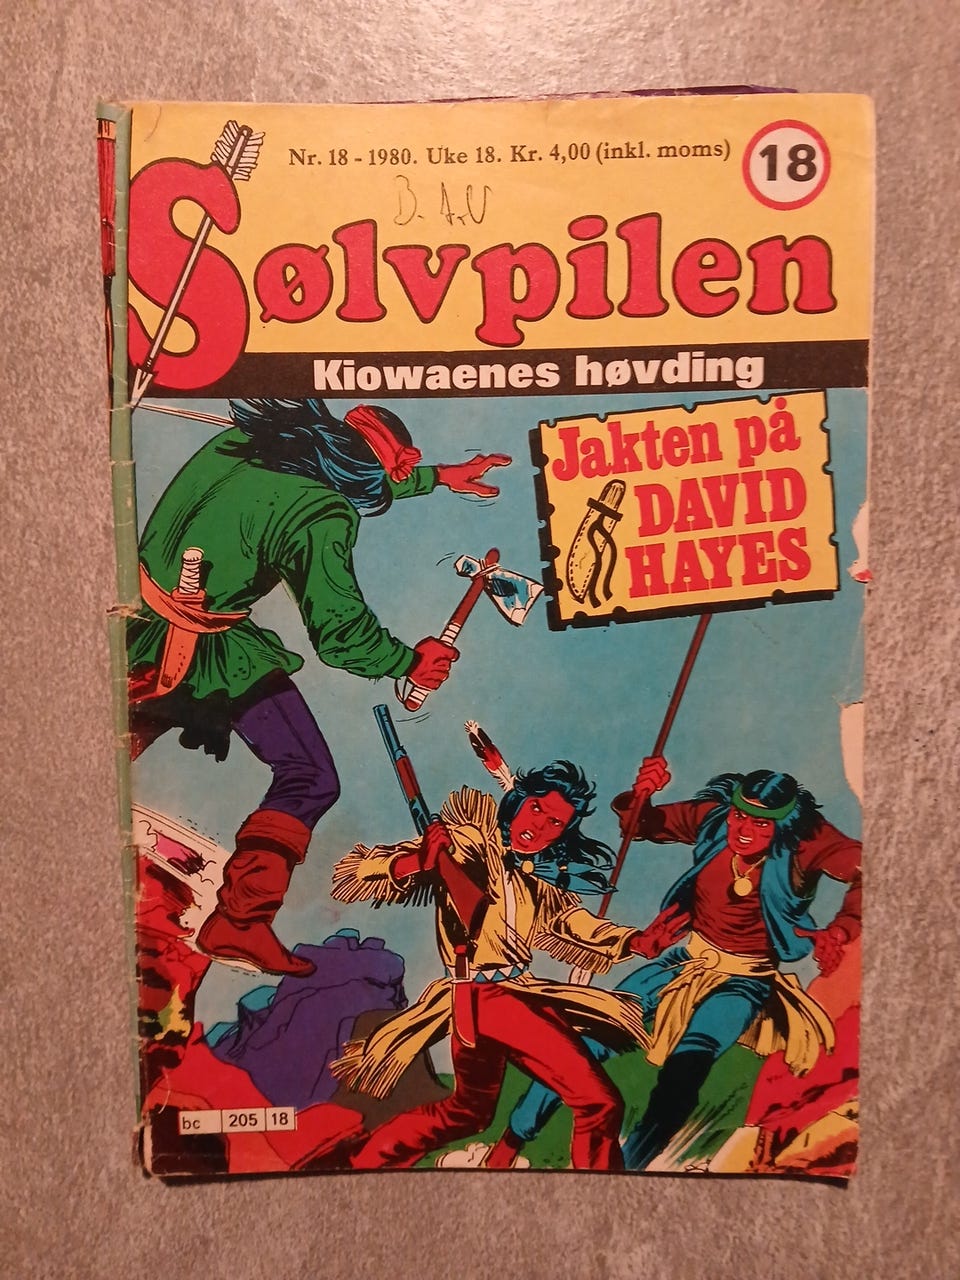 Nr. 18 - 1980. Uke 18. Kr. 4,00 (inkl. moms)
18
B. A.V
Sølvpilen
Kiowaenes høvding
Jakten på
DAVID
HAYES
bc 205 18